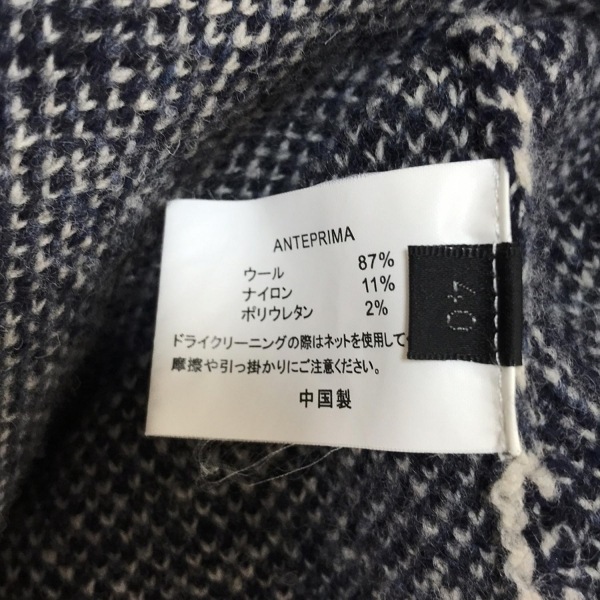 ANTEPRIMA
ウール 87%
ナイロン 11%
ポリウレタン 2%
ドライクリーニングの際はネットを使用して
摩擦や引っ掛かりにご注意ください。
中国製
40